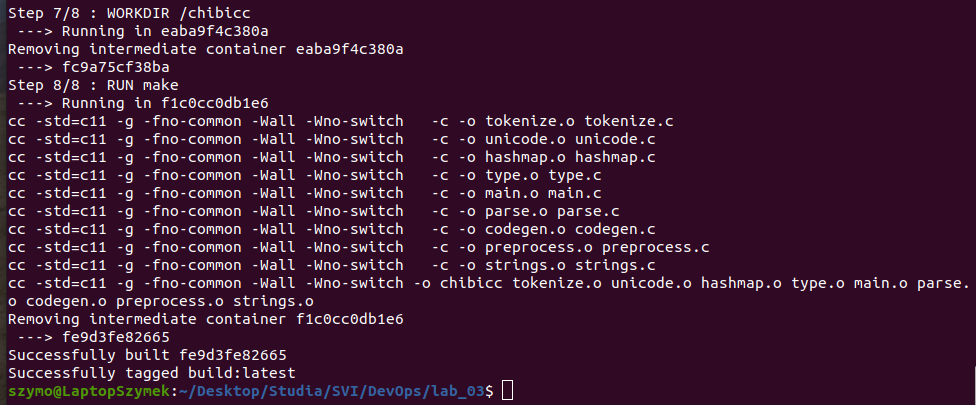 Step 7/8 : WORKDIR /chibicc
 ---> Running in eaba9f4c380a
Removing intermediate container eaba9f4c380a
 ---> fc9a75cf38ba
Step 8/8 : RUN make
 ---> Running in f1c0cc0db1e6
cc -std=c11 -g -fno-common -Wall -Wno-switch   -c -o tokenize.o tokenize.c
cc -std=c11 -g -fno-common -Wall -Wno-switch   -c -o unicode.o unicode.c
cc -std=c11 -g -fno-common -Wall -Wno-switch   -c -o hashmap.o hashmap.c
cc -std=c11 -g -fno-common -Wall -Wno-switch   -c -o type.o type.c
cc -std=c11 -g -fno-common -Wall -Wno-switch   -c -o main.o main.c
cc -std=c11 -g -fno-common -Wall -Wno-switch   -c -o parse.o parse.c
cc -std=c11 -g -fno-common -Wall -Wno-switch   -c -o codegen.o codegen.c
cc -std=c11 -g -fno-common -Wall -Wno-switch   -c -o preprocess.o preprocess.c
cc -std=c11 -g -fno-common -Wall -Wno-switch   -c -o strings.o strings.c
cc -std=c11 -g -fno-common -Wall -Wno-switch -o chibicc tokenize.o unicode.o hashmap.o type.o main.o parse.
o codegen.o preprocess.o strings.o
Removing intermediate container f1c0cc0db1e6
 ---> fe9d3fe82665
Successfully built fe9d3fe82665
Successfully tagged build:latest
szymo@LaptopSzymek:~/Desktop/Studia/SVI/DevOps/lab_03$